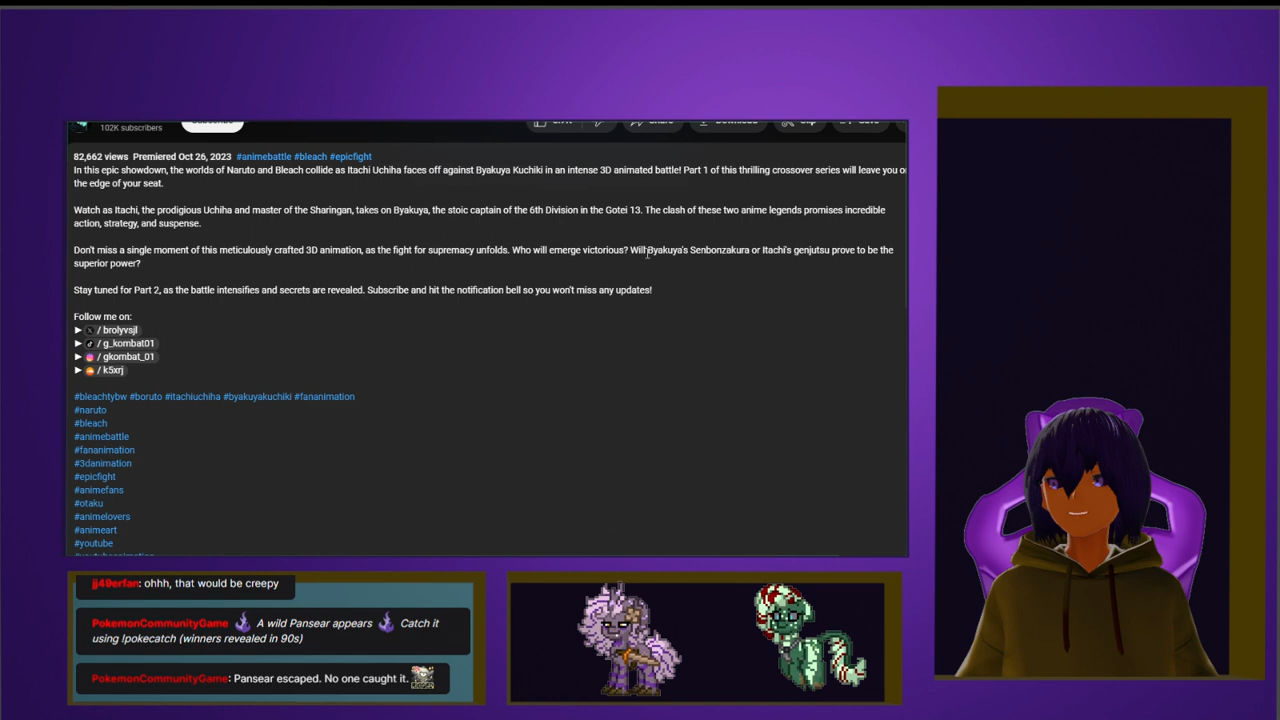 102K subscribers
82,662 views Premiered Oct 26, 2023 #animebattle #bleach #epicfight
In this epic showdown, the worlds of Naruto and Bleach collide as Itachi Uchiha faces off against Byakuya Kuchiki in an intense 3D animated battle! Part 1 of this thrilling crossover series will leave you
the edge of your seat.
Watch as Itachi, the prodigious Uchiha and master of the Sharingan, takes on Byakuya, the stoic captain of the 6th Division in the Gotei 13. The clash of these two anime legends promises incredible
action, strategy, and suspense.
Don't miss a single moment of this meticulously crafted 3D animation, as the fight for supremacy unfolds. Who will emerge victorious? Will Byakuya's Senbonzakura or Itachi's genjutsu prove to be the
superior power?
Stay tuned for Part 2, as the battle intensifies and secrets are revealed. Subscribe and hit the notification bell so you won't miss any updates!
Follow me on:
/ brolyvsjl
/ g_kombat01
/ gkombat_01
/ k5xrj
#bleachtybw #boruto #itachiuchiha #byakuyakuchiki #fananimation
#naruto
#bleach
#animebattle
#fananimation
#3danimation
#epicfight
#animefans
#otaku
#animelovers
#animeart
#youtube
jj49erfan: ohhh, that would be creepy
PokemonCommunityGame A wild Pansear appears Catch it
using !pokecatch (winners revealed in 90s)
PokemonCommunityGame: Pansear escaped. No one caught it.